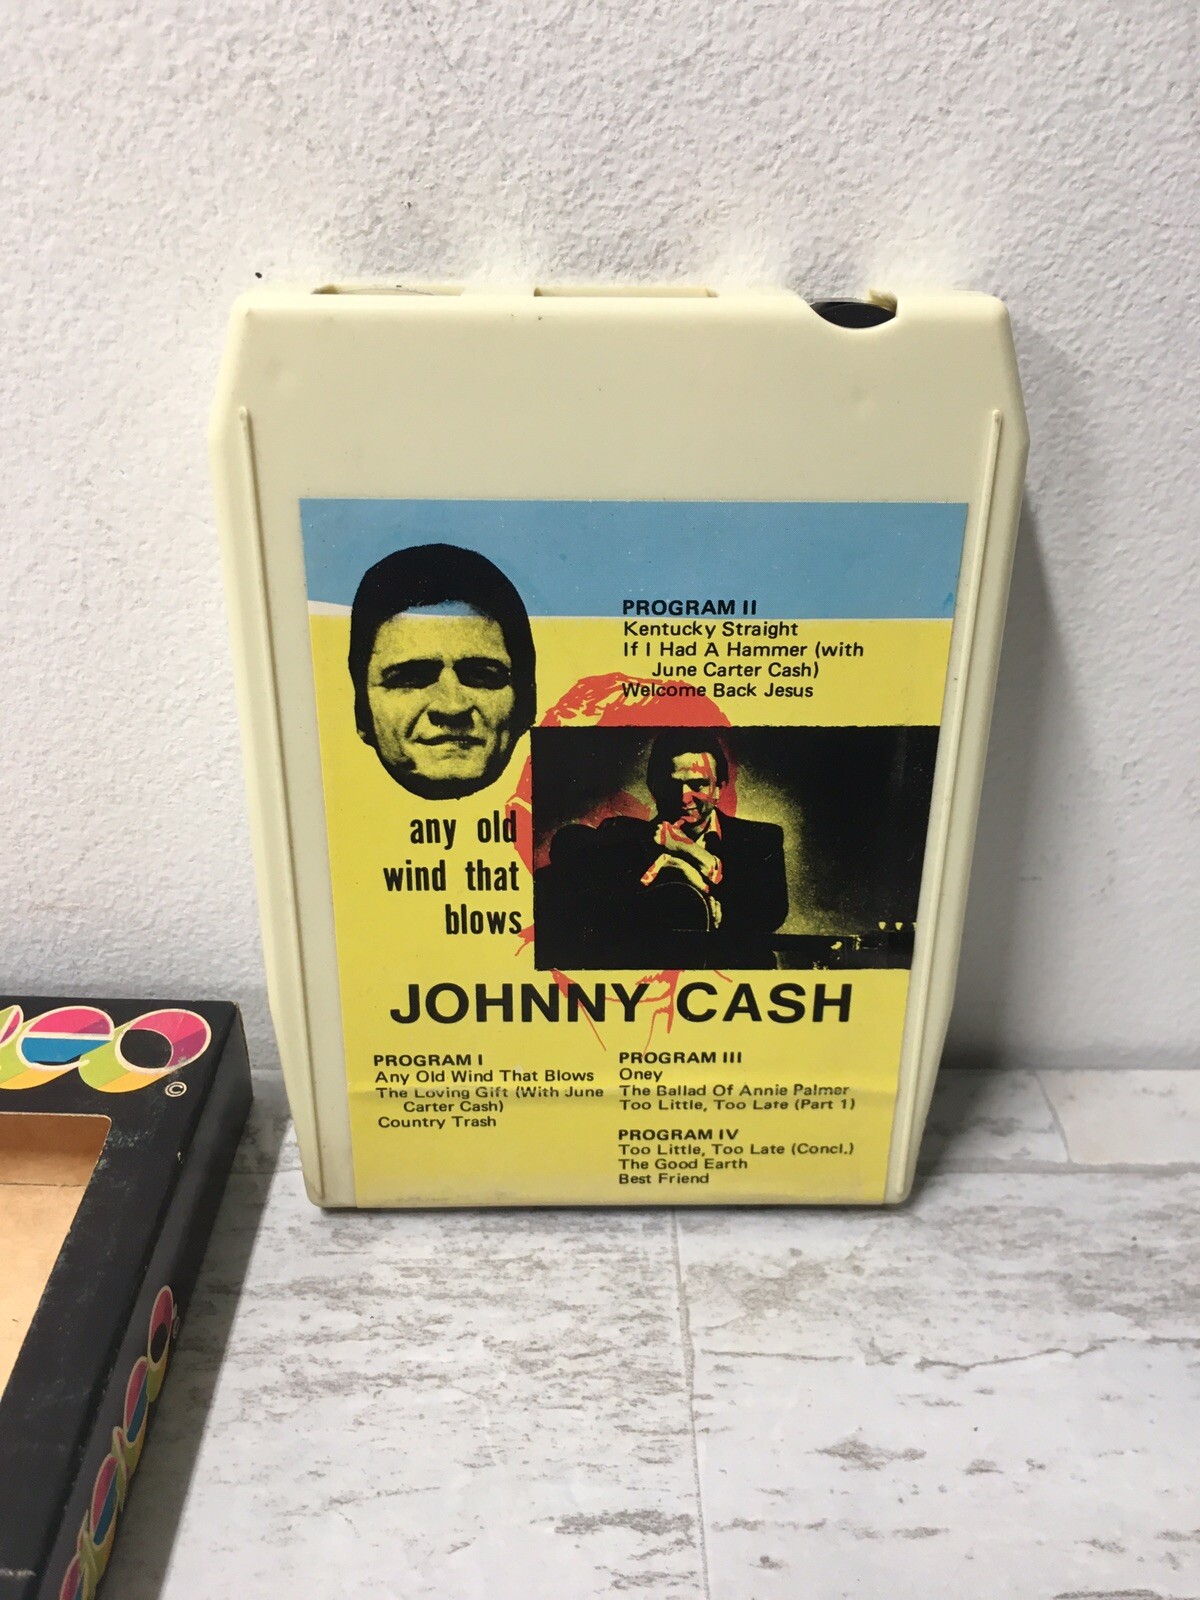 PROGRAM II
Kentucky Straight
If I Had A Hammer (with
June Carter Cash)
Welcome Back Jesus
any old
wind that
blows
JOHNNY CASH
PROGRAM I
Any Old Wind That Blows
The Loving Gift (With June
Carter Cash)
Country Trash
PROGRAM III
Oney
The Ballad Of Annie Palmer
Too Little, Too Late (Part 1)
PROGRAM IV
Too Little, Too Late (Concl.)
The Good Earth
Best Friend
©